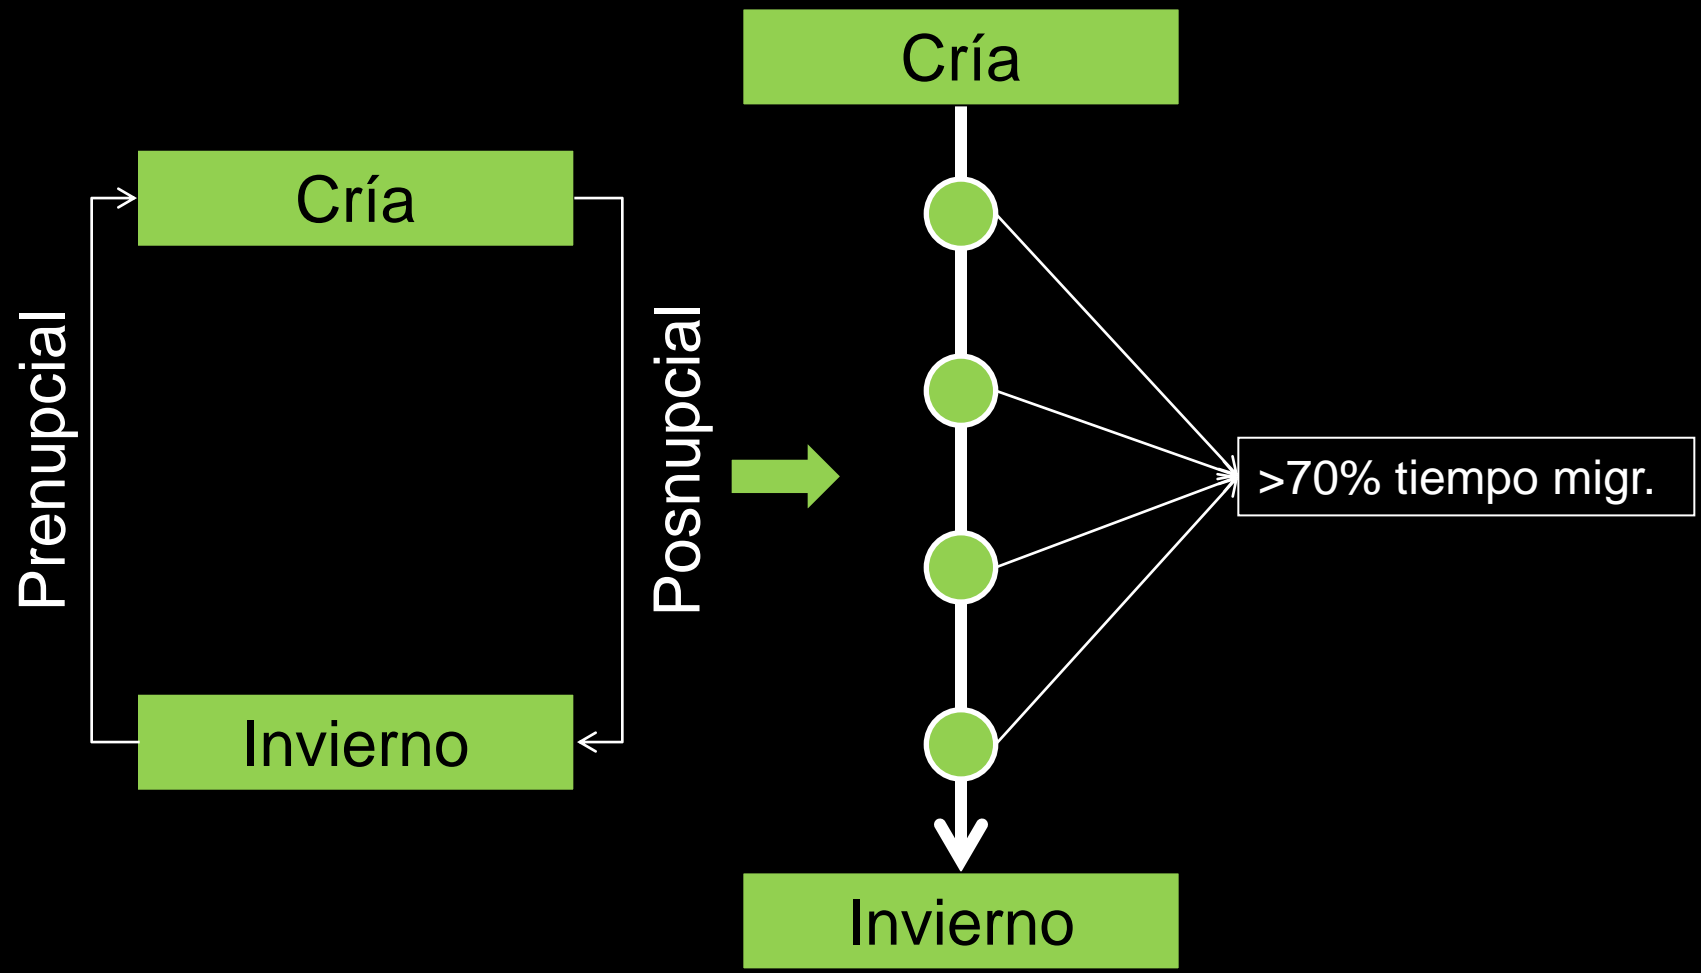 Cría
Invierno
Prenupcial
Posnupcial
Cría
Invierno
>70% tiempo migr.